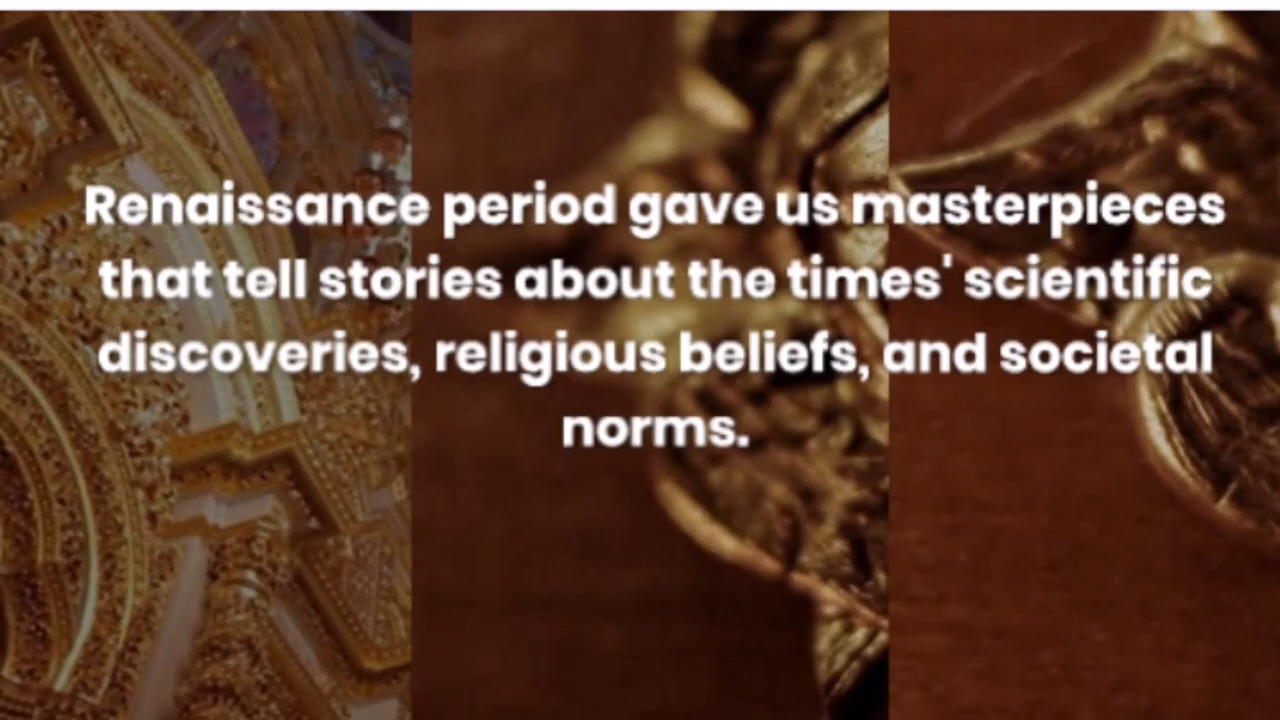 Renaissance period gave us masterpieces
that tell stories about the times' scientific
discoveries, religious beliefs, and societal
norms.